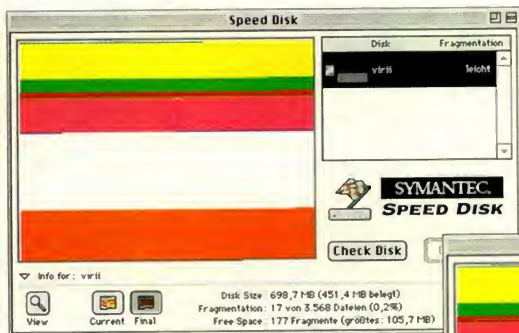 Speed Disk
Disk Fragmentation
virii leicht
SYMANTEC.
SPEED DISK
Check Disk
Info for: virii
View
Current Final
Disk Size: 698,7 MB (451,4 MB belegt)
Fragmentation: 17 von 3.568 Dateien (0,2%)
Free Space: 177 Fragmente (größtes: 105,7 MB)